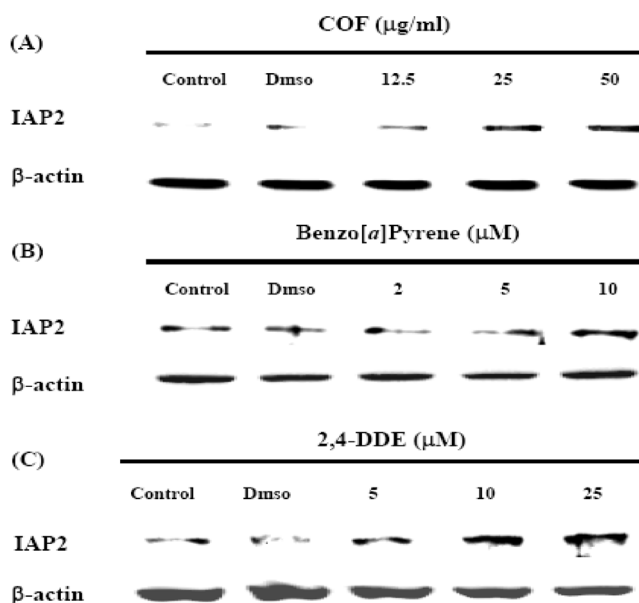 (A)
COF (μg/ml)
Control Dmso 12.5 25 50
IAP2
β-actin
(B)
Benzo[a]Pyrene (μM)
Control Dmso 2 5 10
IAP2
β-actin
(C)
2,4-DDE (μM)
Control Dmso 5 10 25
IAP2
β-actin